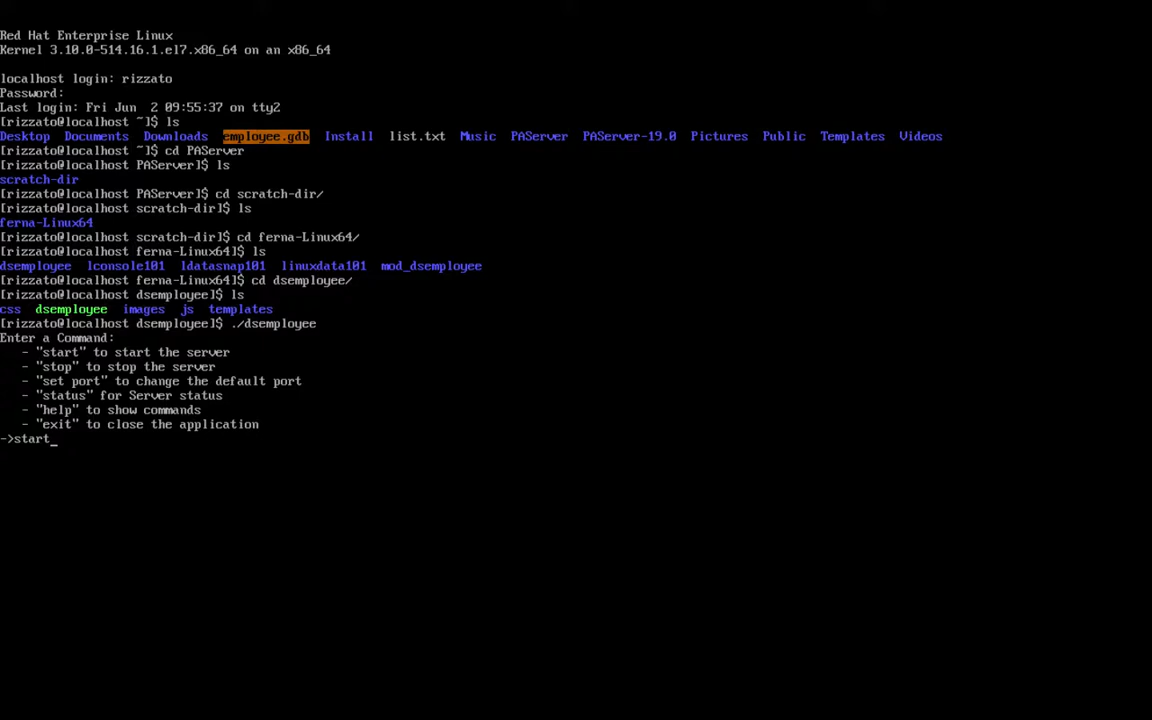 Red Hat Enterprise Linux
Kernel 3.10.0-514.16.1.el7.x86_64 on an x86_64
localhost login: rizzato
Password:
Last login: Fri Jun  2 09:55:37 on tty2
[rizzato@localhost ~]$ ls
Desktop  Documents  Downloads  employee.gdb  Install  list.txt  Music  PAServer  PAServer-19.0  Pictures  Public  Templates  Videos
[rizzato@localhost ~]$ cd PAServer
[rizzato@localhost PAServer]$ ls
scratch-dir
[rizzato@localhost PAServer]$ cd scratch-dir/
[rizzato@localhost scratch-dir]$ ls
ferna-Linux64
[rizzato@localhost scratch-dir]$ cd ferna-Linux64/
[rizzato@localhost ferna-Linux64]$ ls
dsemployee  lconsole101  ldatasnap101  linuxdata101  mod_dsemployee
[rizzato@localhost ferna-Linux64]$ cd dsemployee/
[rizzato@localhost dsemployee]$ ls
css  dsemployee  images  js  templates
[rizzato@localhost dsemployee]$ ./dsemployee
Enter a Command:
   - "start" to start the server
   - "stop" to stop the server
   - "set port" to change the default port
   - "status" for Server status
   - "help" to show commands
   - "exit" to close the application
->start_